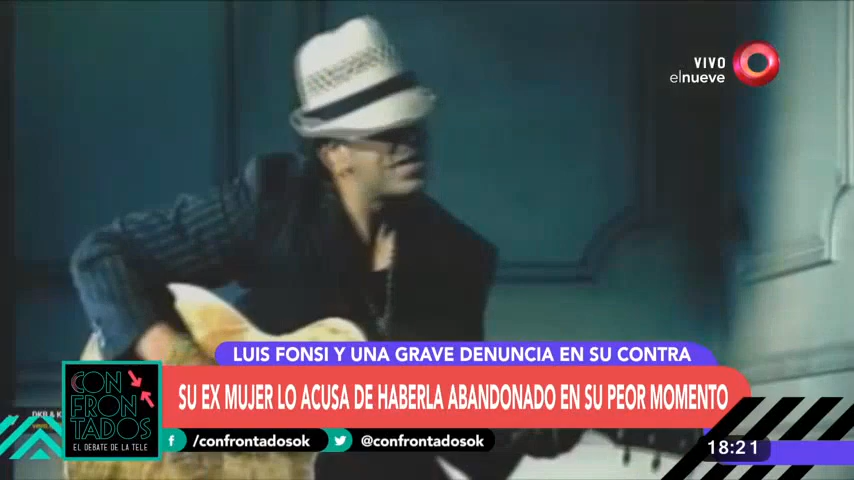 VIVO
elnueve
LUIS FONSI Y UNA GRAVE DENUNCIA EN SU CONTRA
SU EX MUJER LO ACUSA DE HABERLA ABANDONADO EN SU PEOR MOMENTO
CON
FRON
TADOS
EL DEBATE DE LA TELE
/confrontadosok
@confrontadosok
18:21